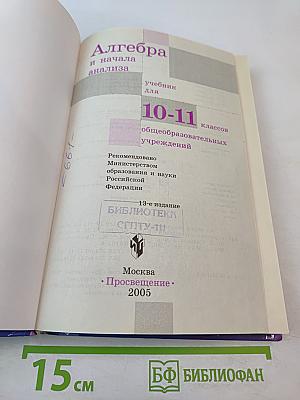 Алгебра
и начала
анализа
учебник
для
10-11 классов
общеобразовательных
учреждений
Рекомендовано
Министерством
образования и науки
Российской
Федерации
13-е издание
БИБЛИОТЕКА
Москва
• Просвещение •
2005
15 см
БФ БИБЛИОФАН